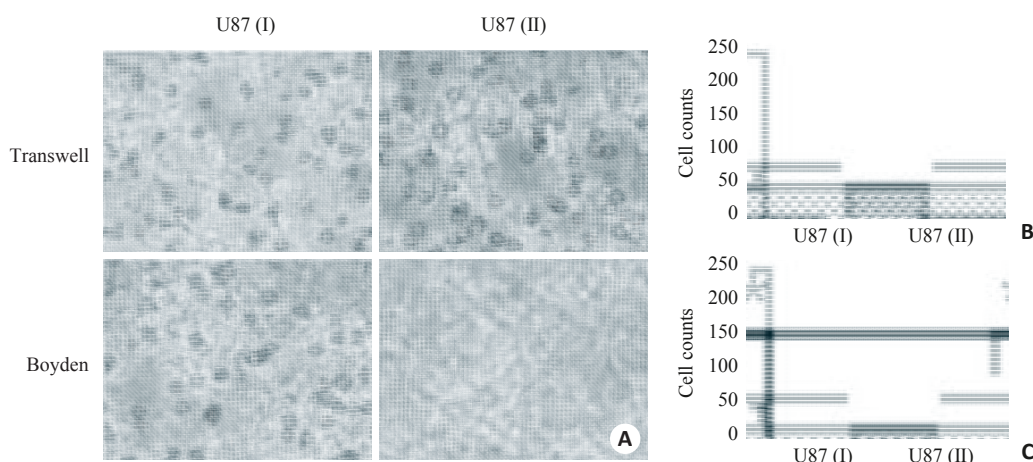 U87 (I)
U87 (II)
Transwell
Boyden
A
Cell counts
250
200
150
100
50
0
U87 (I)
U87 (II)
B
Cell counts
250
200
150
100
50
0
U87 (I)
U87 (II)
C